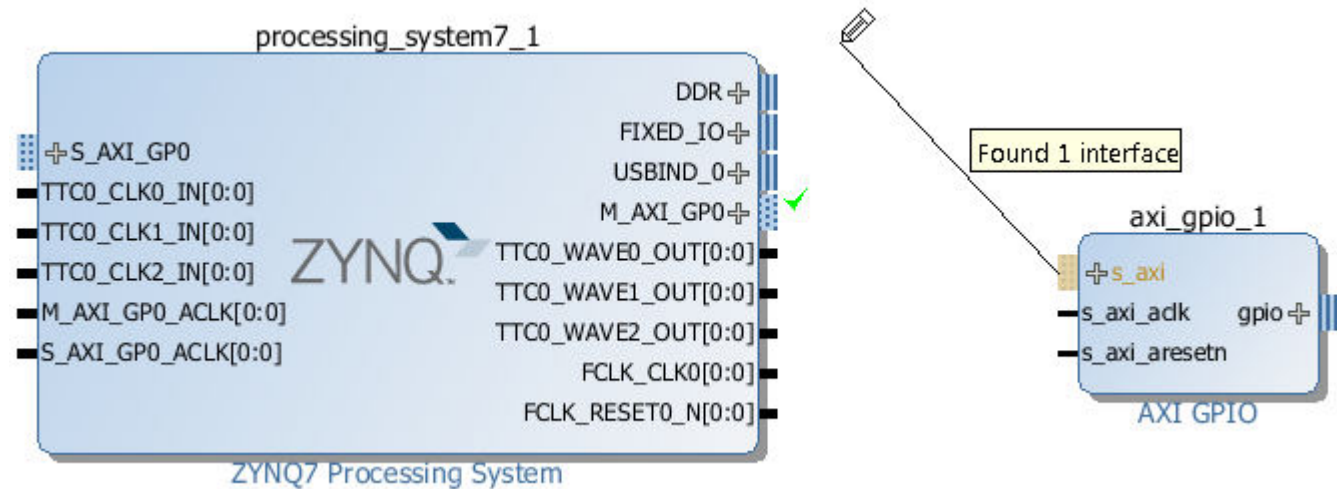 processing_system7_1
DDR
FIXED_IO
USBIND_0
M_AXI_GP0
TTC0_WAVE0_OUT[0:0]
TTC0_WAVE1_OUT[0:0]
TTC0_WAVE2_OUT[0:0]
FCLK_CLK0[0:0]
FCLK_RESET0_N[0:0]
S_AXI_GP0
TTC0_CLK0_IN[0:0]
TTC0_CLK1_IN[0:0]
TTC0_CLK2_IN[0:0]
M_AXI_GP0_ACLK[0:0]
S_AXI_GP0_ACLK[0:0]
ZYNQ
ZYNQ7 Processing System
Found 1 interface
axi_gpio_1
s_axi
s_axi_aclk
s_axi_aresetn
gpio
AXI GPIO